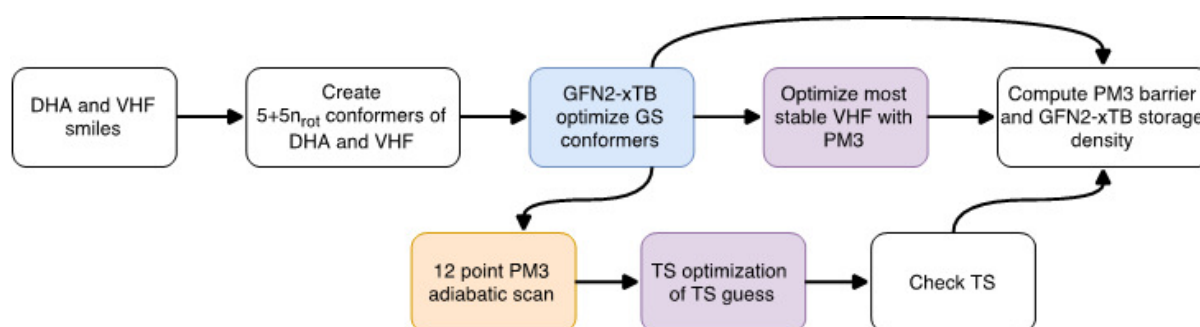 DHA and VHF
smiles
Create
5+5nrot conformers of
DHA and VHF
GFN2-xTB
optimize GS
conformers
Optimize most
stable VHF with
PM3
Compute PM3 barrier
and GFN2-xTB storage
density
12 point PM3
adiabatic scan
TS optimization
of TS guess
Check TS